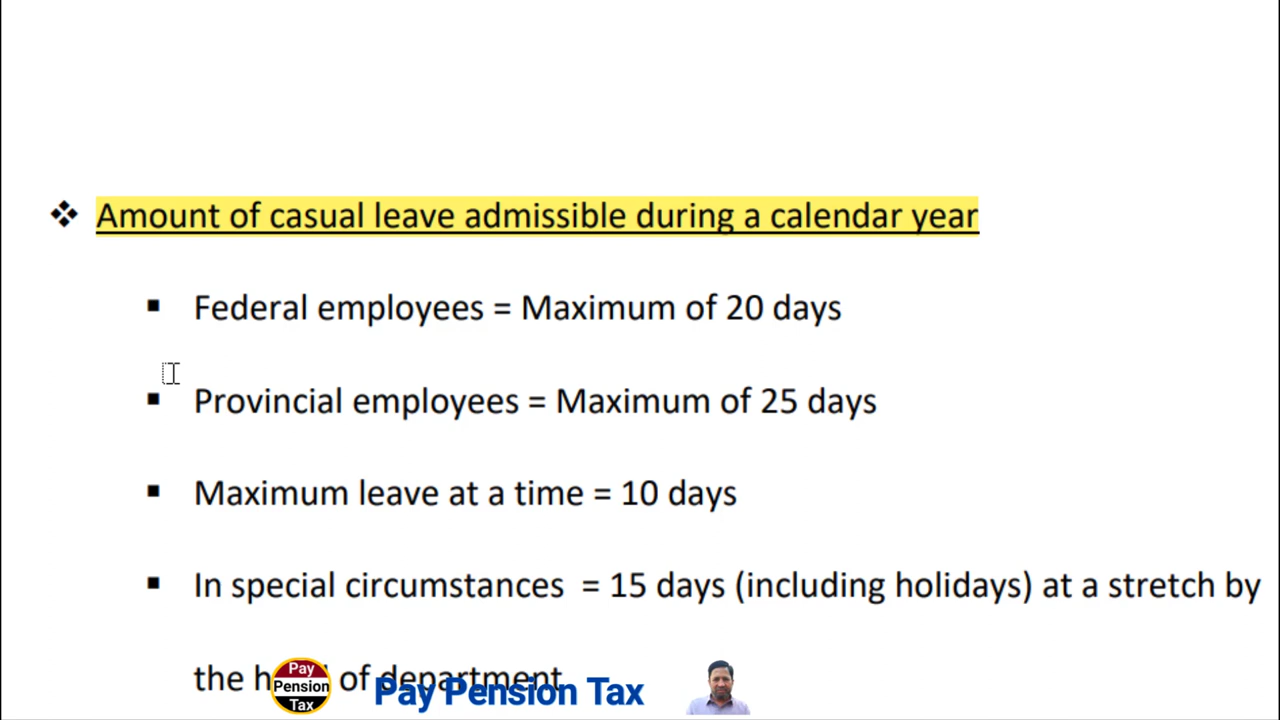 ❖ Amount of casual leave admissible during a calendar year
▪ Federal employees = Maximum of 20 days
▪ Provincial employees = Maximum of 25 days
▪ Maximum leave at a time = 10 days
▪ In special circumstances = 15 days (including holidays) at a stretch by
the of department
Pay
Pension
Tax
Pay Pension Tax